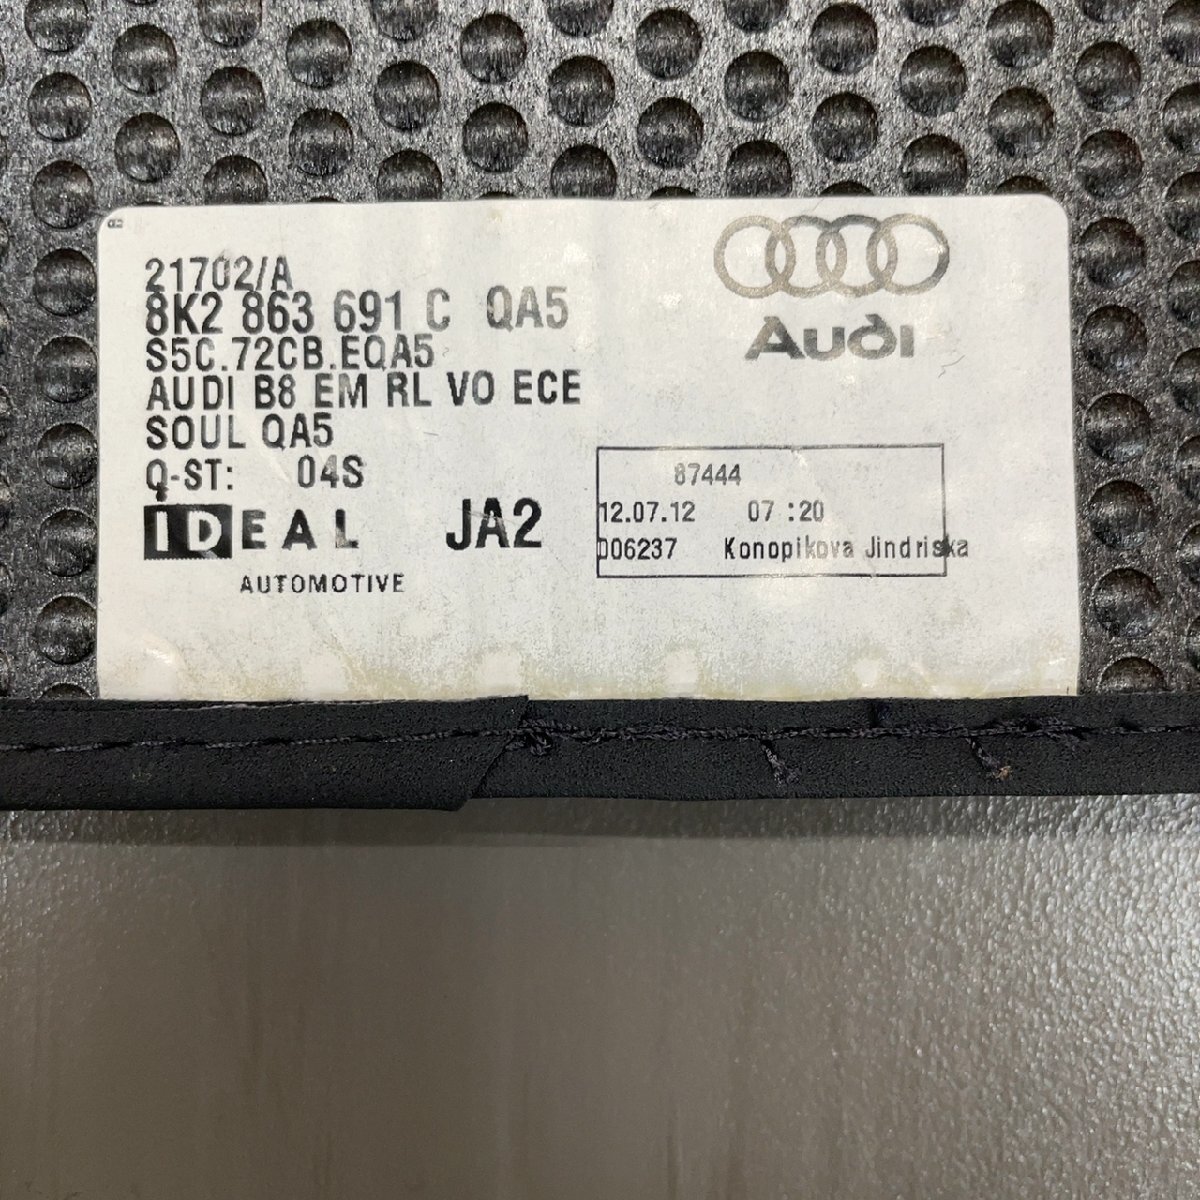 21702/A
8K2 863 691 C QA5
S5C.72CB.EQA5
AUDI B8 EM RL VO ECE
SOUL QA5
Q-ST: 04S
IDEAL
AUTOMOTIVE
JA2
Audi
87444
12.07.12 07:20
D06237 Konopikova Jindriska